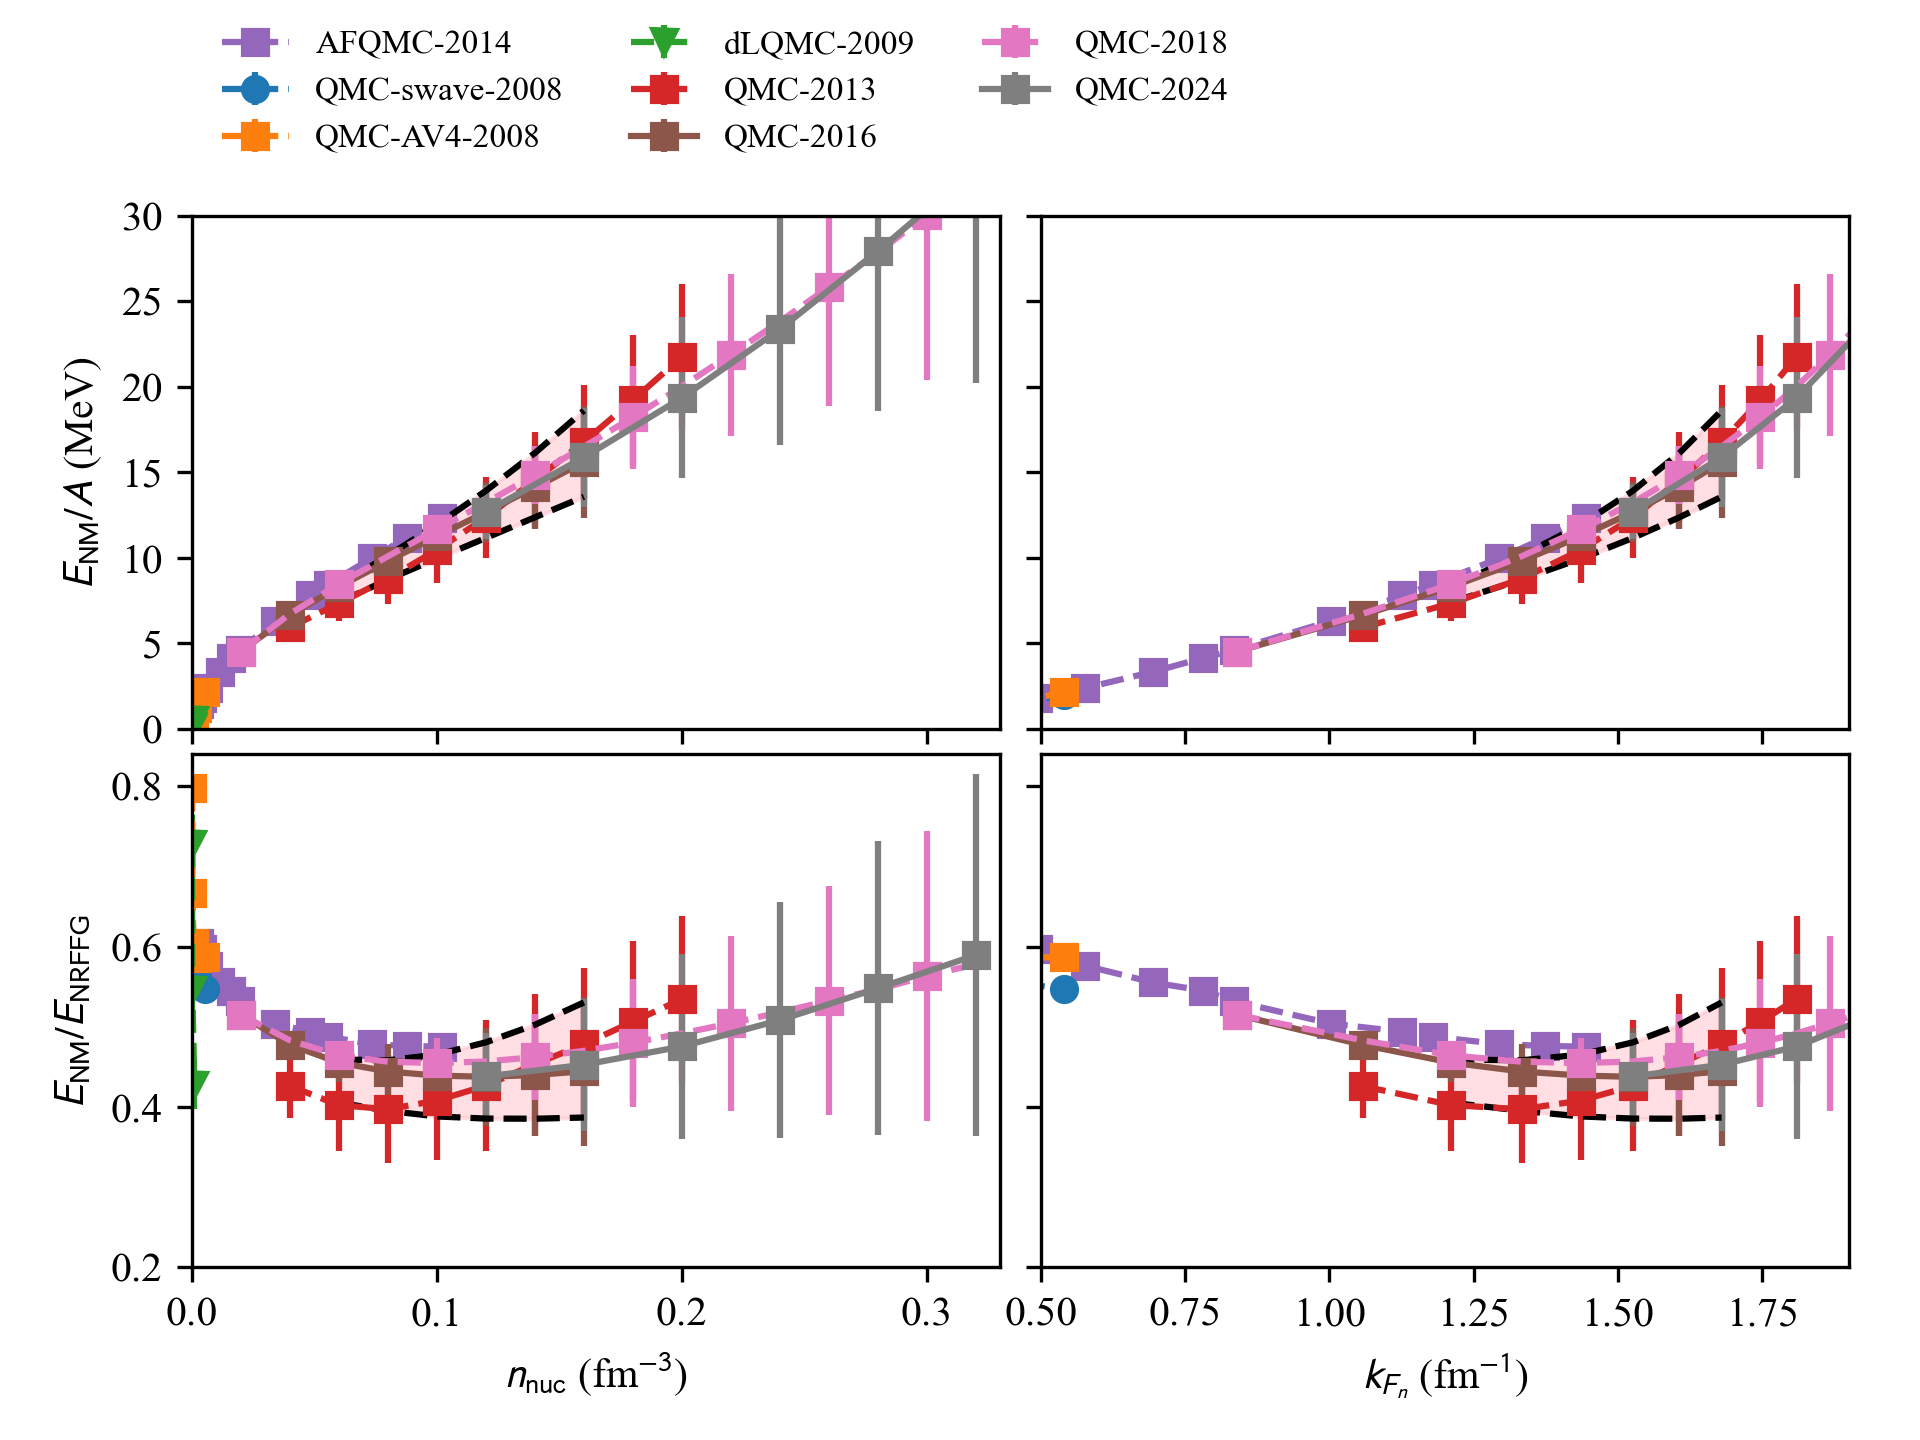 AFQMC-2014 dLQMC-2009 QMC-2018
QMC-swave-2008 QMC-2013 QMC-2024
QMC-AV4-2008 QMC-2016
30
25
20
15
10
5
0
E_NM/A (MeV)
0.8
0.6
0.4
0.2
E_NM/E_NRFFG
0.0 0.1 0.2 0.3
0.50 0.75 1.00 1.25 1.50 1.75
n_nuc (fm⁻³)
k_{F_n} (fm⁻¹)